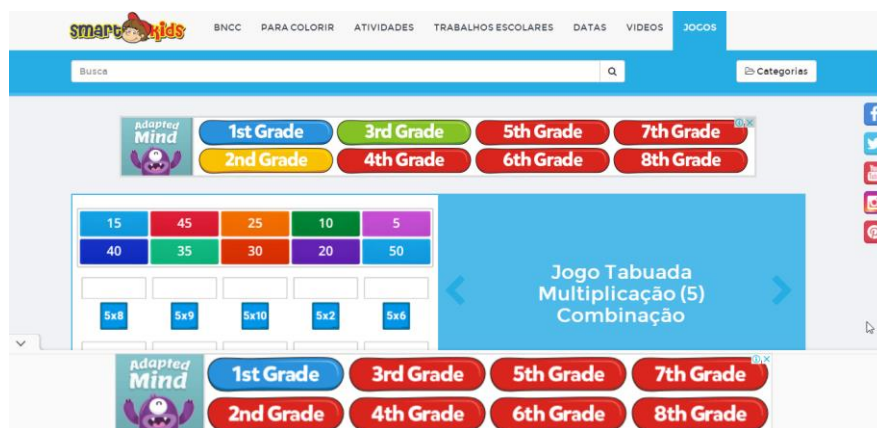 smart kids
BNCC PARA COLORIR ATIVIDADES TRABALHOS ESCOLARES DATAS VIDEOS JOGOS
Busca
Categorias
Adapted
Mind
1st Grade 3rd Grade 5th Grade 7th Grade
2nd Grade 4th Grade 6th Grade 8th Grade
15 45 25 10 5
40 35 30 20 50
5x8 5x9 5x10 5x2 5x6
Jogo Tabuada
Multiplicação (5)
Combinação
Adapted
Mind
1st Grade 3rd Grade 5th Grade 7th Grade
2nd Grade 4th Grade 6th Grade 8th Grade